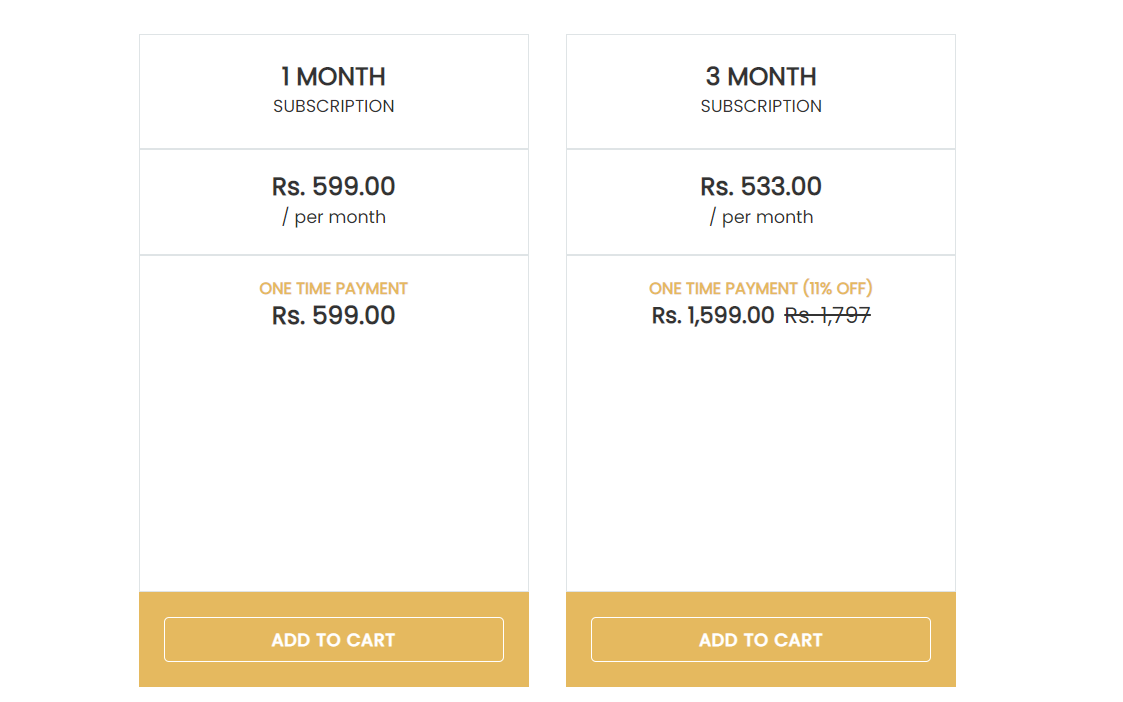 1 MONTH
SUBSCRIPTION
Rs. 599.00
/ per month
ONE TIME PAYMENT
Rs. 599.00
ADD TO CART
3 MONTH
SUBSCRIPTION
Rs. 533.00
/ per month
ONE TIME PAYMENT (11% OFF)
Rs. 1,599.00 Rs. 1,797
ADD TO CART